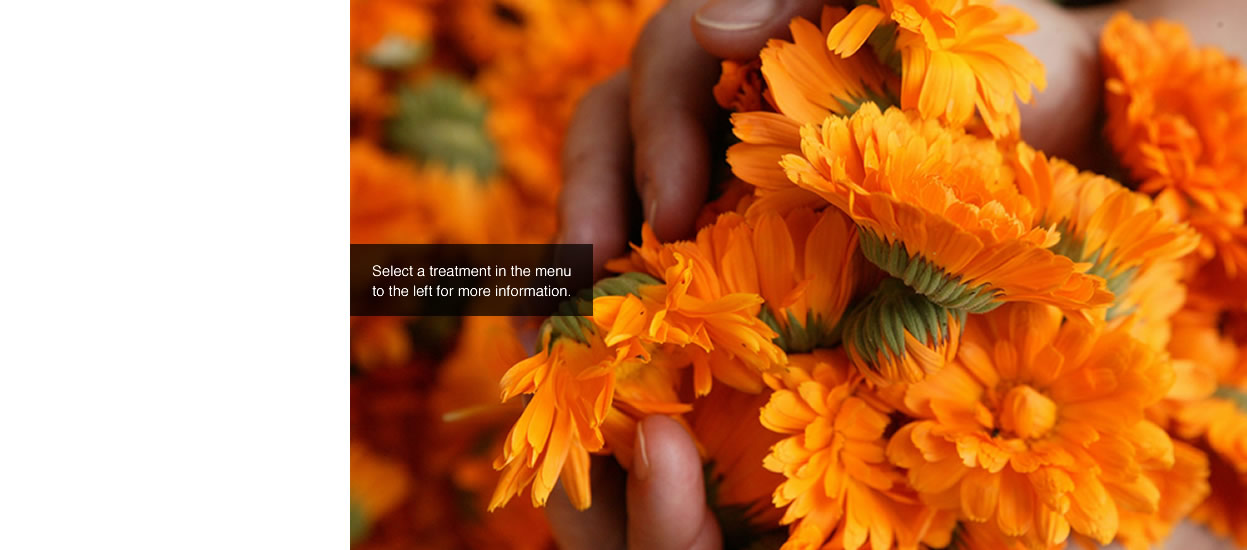 Select a treatment in the menu
to the left for more information.